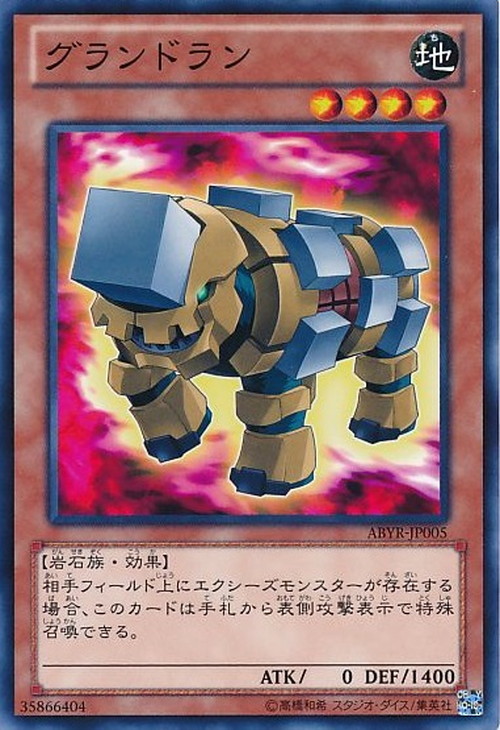 グランドラン
地
ABYR-JP005
【岩石族・効果】
相手フィールド上にエクシーズモンスターが存在する
場合、このカードは手札から表側攻撃表示で特殊
召喚できる。
ATK/ 0 DEF/1400
35866404
©高橋和希 スタジオ・ダイス/集英社